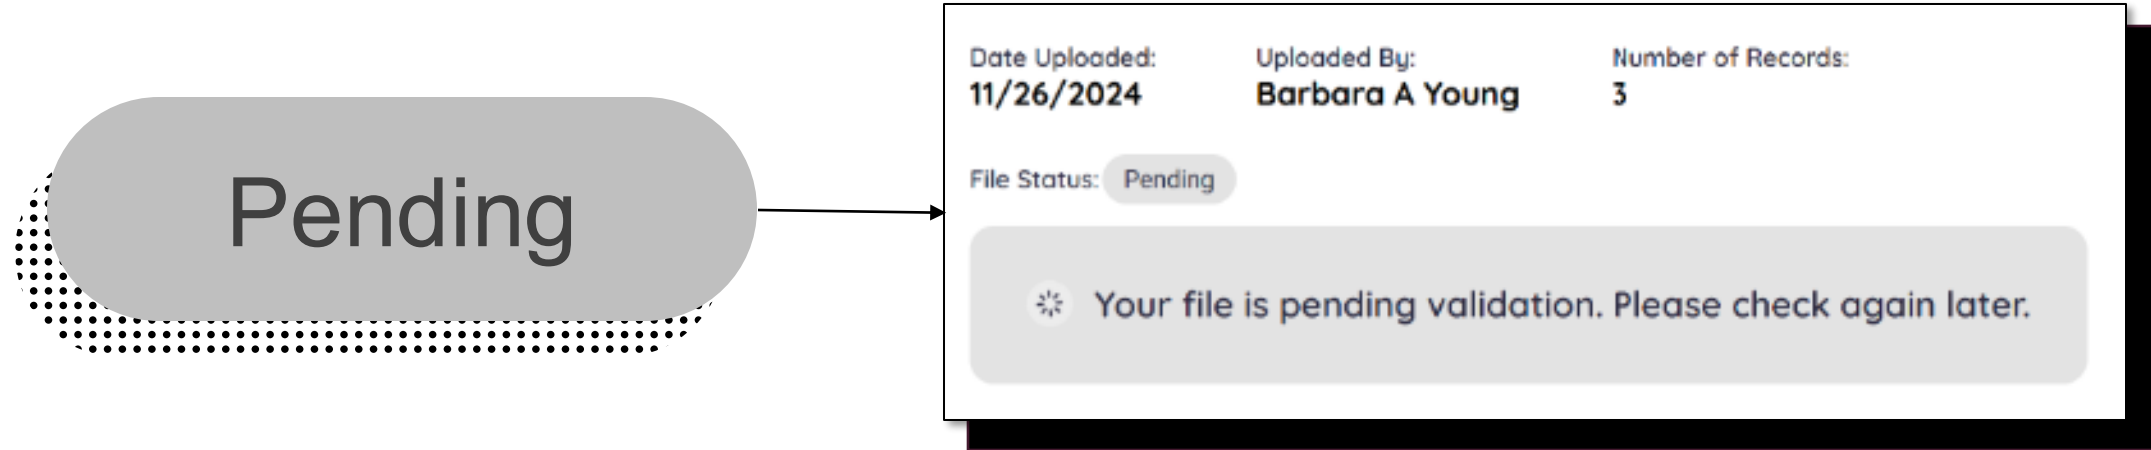 Pending
Date Uploaded: Uploaded By: Number of Records:
11/26/2024 Barbara A Young 3
File Status: Pending
Your file is pending validation. Please check again later.